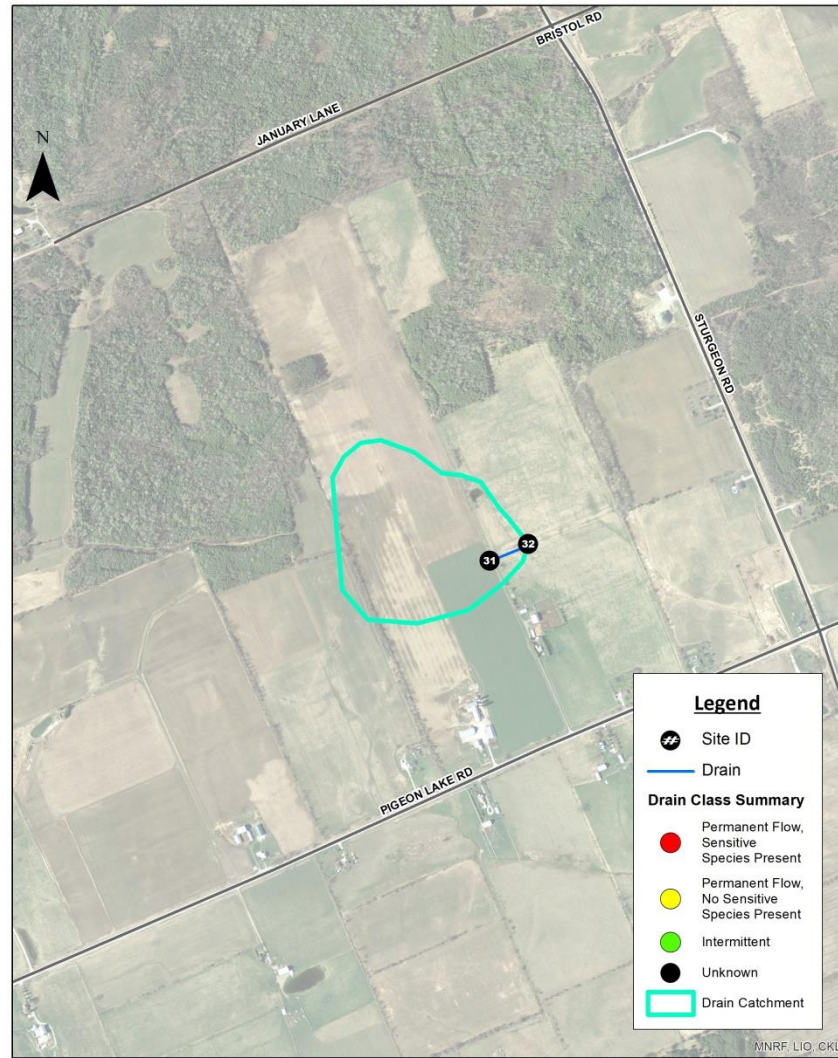 BRISTOL RD
JANUARY LANE
N
STURGEON RD
32
31
PIGEON LAKE RD
Legend
# Site ID
Drain
Drain Class Summary
Permanent Flow,
Sensitive
Species Present
Permanent Flow,
No Sensitive
Species Present
Intermittent
Unknown
Drain Catchment
MNRF, LIO, CKL